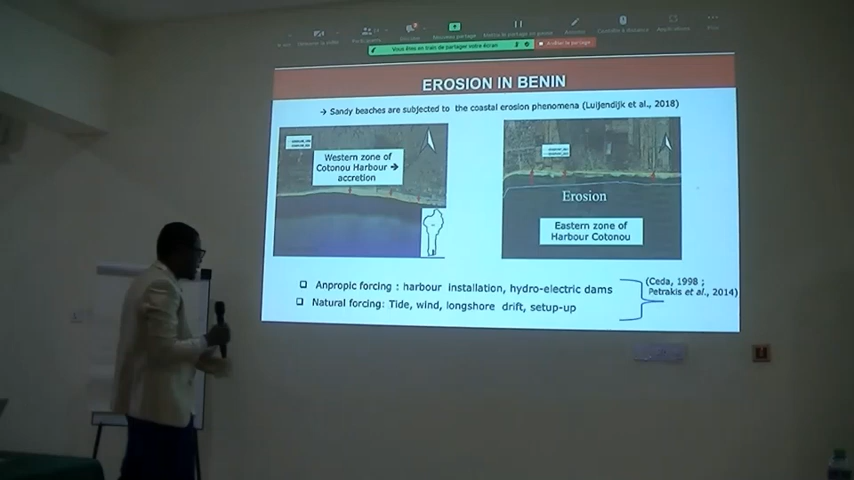 Vous êtes en train de partager votre écran
EROSION IN BENIN
→ Sandy beaches are subjected to the coastal erosion phenomena (Luijendijk et al., 2018)
Western zone of
Cotonou Harbour →
accretion
Erosion
Eastern zone of
Harbour Cotonou
❑ Anpropic forcing : harbour installation, hydro-electric dams
❑ Natural forcing: Tide, wind, longshore drift, setup-up
(Ceda, 1998 ;
Petrakis et al., 2014)